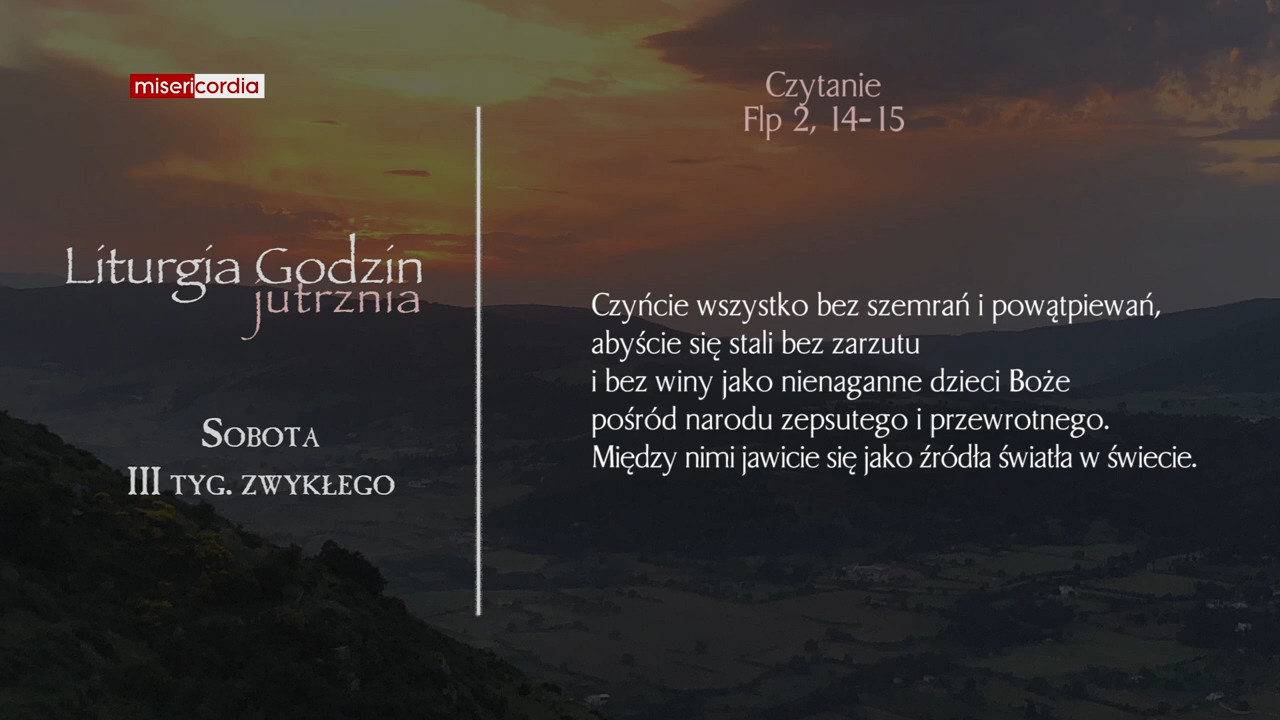 misericordia
Liturgia Godzin
jutrznia
Sobota
III tyg. zwykłego
Czytanie
Flp 2, 14-15
Czyńcie wszystko bez szemrań i powątpiewań,
abyście się stali bez zarzutu
i bez winy jako nienaganne dzieci Boże
pośród narodu zepsutego i przewrotnego.
Między nimi jawicie się jako źródła światła w świecie.